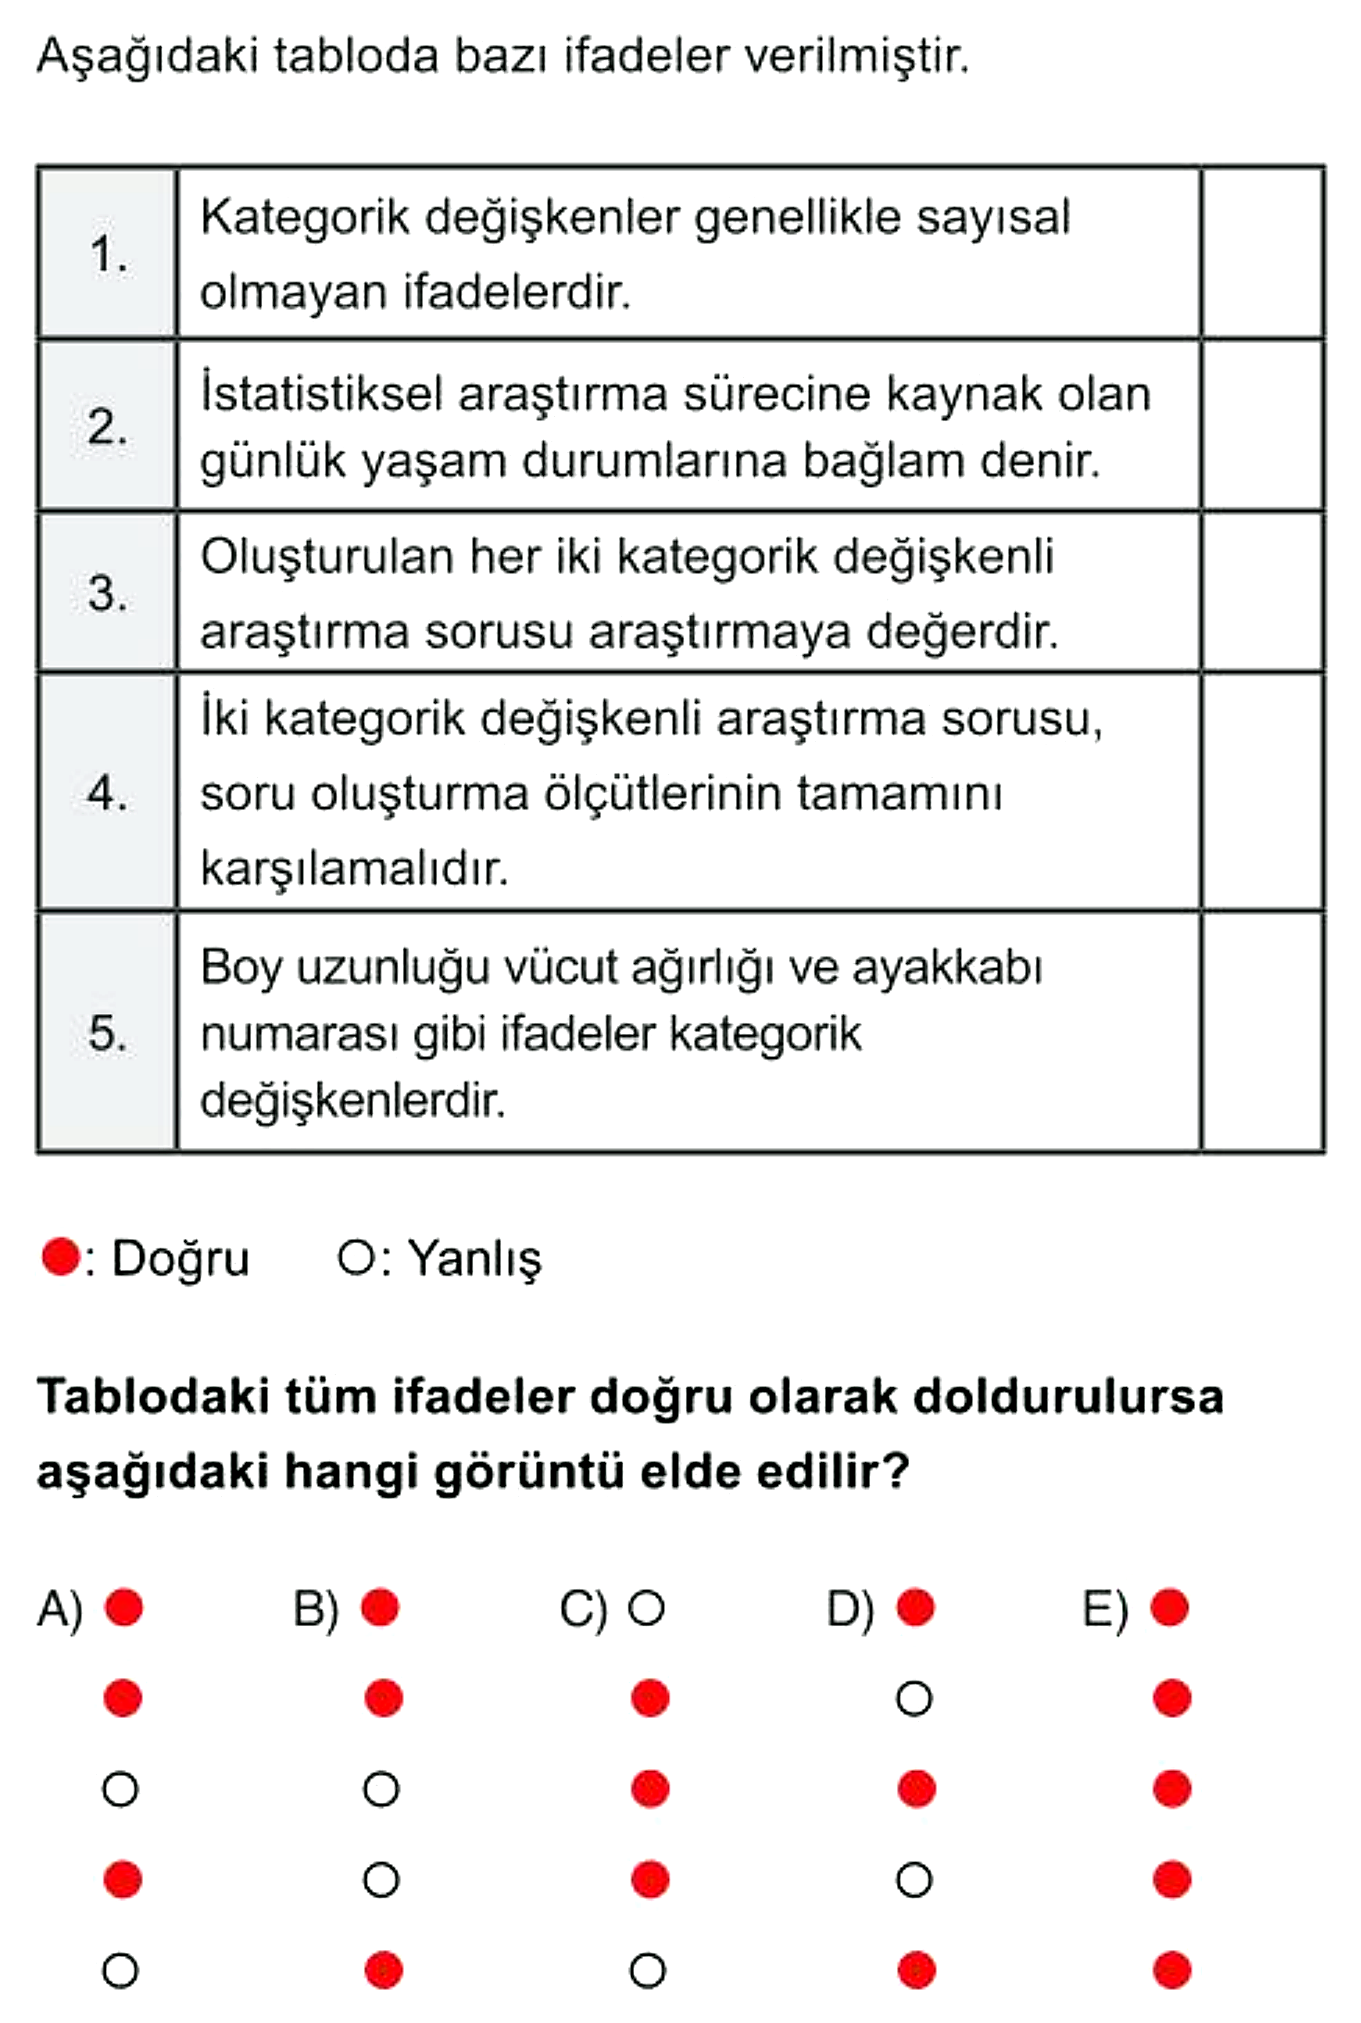 Aşağıdaki tabloda bazı ifadeler verilmiştir.
1.
Kategorik değişkenler genellikle sayısal
olmayan ifadelerdir.
2.
İstatistiksel araştırma sürecine kaynak olan
günlük yaşam durumlarına bağlam denir.
3.
Oluşturulan her iki kategorik değişkenli
araştırma sorusu araştırmaya değerdir.
4.
İki kategorik değişkenli araştırma sorusu,
soru oluşturma ölçütlerinin tamamını
karşılamalıdır.
5.
Boy uzunluğu vücut ağırlığı ve ayakkabı
numarası gibi ifadeler kategorik
değişkenlerdir.
: Doğru : Yanlış
Tablodaki tüm ifadeler doğru olarak doldurulursa
aşağıdaki hangi görüntü elde edilir?
A) B) C) D) E)